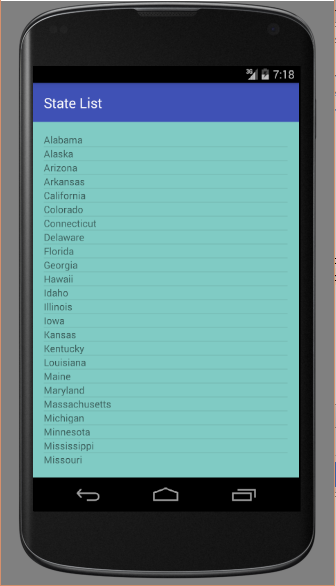 3G 7:18
State List
Alabama
Alaska
Arizona
Arkansas
California
Colorado
Connecticut
Delaware
Florida
Georgia
Hawaii
Idaho
Illinois
Iowa
Kansas
Kentucky
Louisiana
Maine
Maryland
Massachusetts
Michigan
Minnesota
Mississippi
Missouri